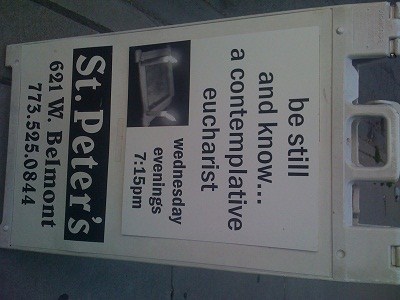 be still
and know...
a contemplative
eucharist
wednesday
evenings
7:15pm
St. Peter's
621 W. Belmont
773.525.0844